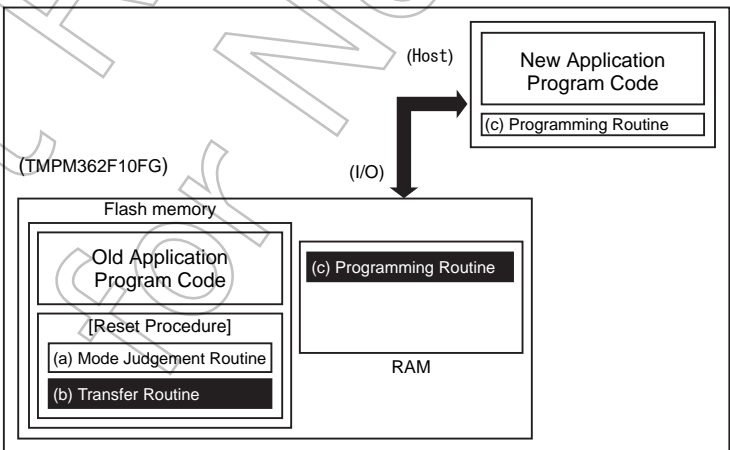 (Host)
New Application
Program Code
(c) Programming Routine
(TMPM362F10FG)
(I/O)
Flash memory
Old Application
Program Code
[Reset Procedure]
(a) Mode Judgement Routine
(b) Transfer Routine
(c) Programming Routine
RAM